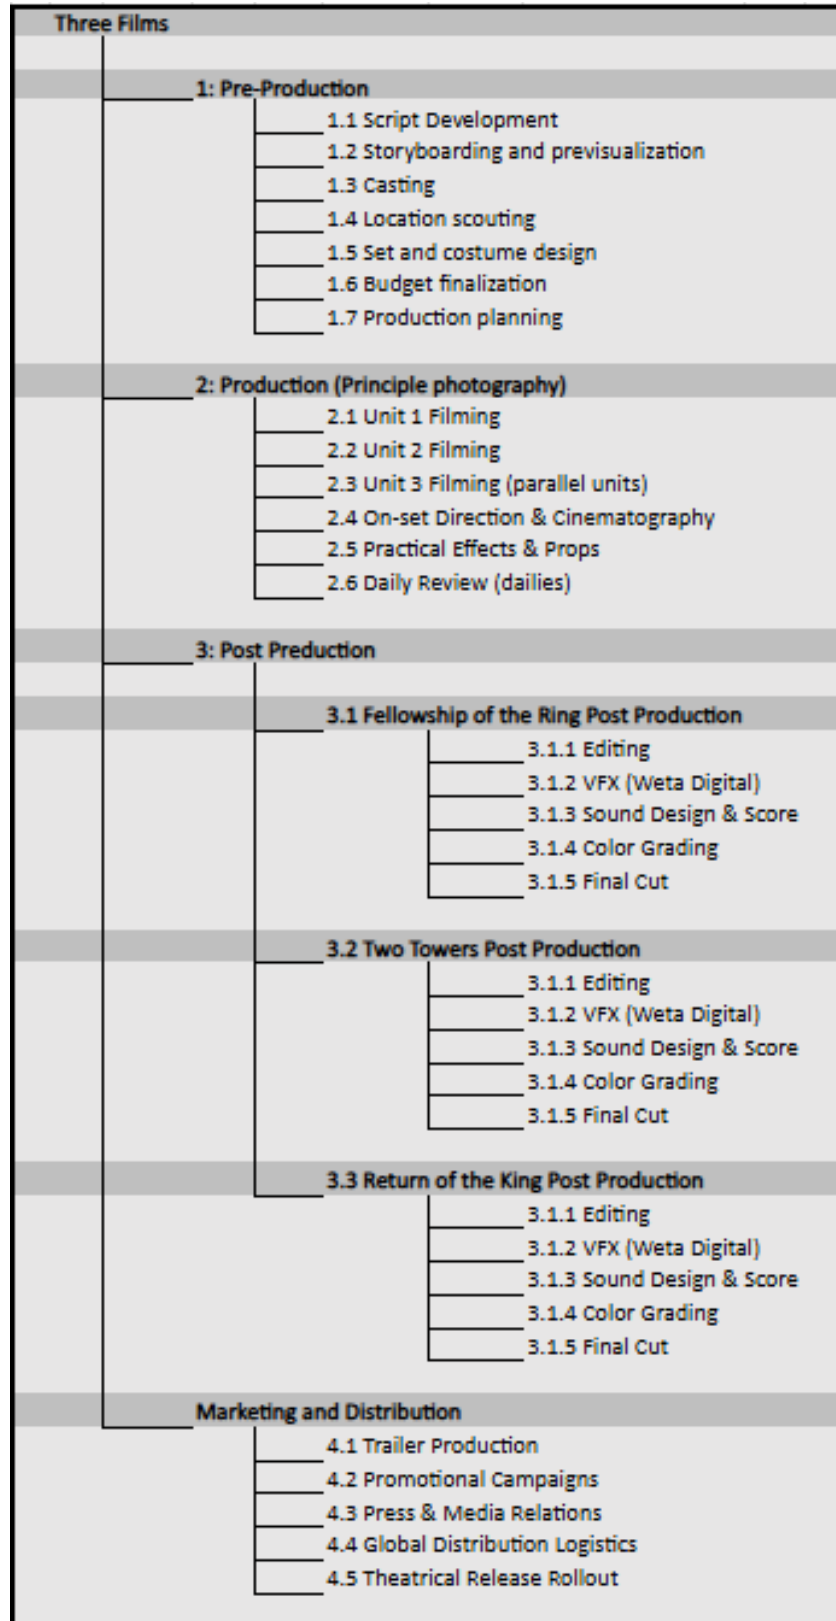 Three Films
1: Pre-Production
1.1 Script Development
1.2 Storyboarding and previsualization
1.3 Casting
1.4 Location scouting
1.5 Set and costume design
1.6 Budget finalization
1.7 Production planning
2: Production (Principle photography)
2.1 Unit 1 Filming
2.2 Unit 2 Filming
2.3 Unit 3 Filming (parallel units)
2.4 On-set Direction & Cinematography
2.5 Practical Effects & Props
2.6 Daily Review (dailies)
3: Post Preduction
3.1 Fellowship of the Ring Post Production
3.1.1 Editing
3.1.2 VFX (Weta Digital)
3.1.3 Sound Design & Score
3.1.4 Color Grading
3.1.5 Final Cut
3.2 Two Towers Post Production
3.1.1 Editing
3.1.2 VFX (Weta Digital)
3.1.3 Sound Design & Score
3.1.4 Color Grading
3.1.5 Final Cut
3.3 Return of the King Post Production
3.1.1 Editing
3.1.2 VFX (Weta Digital)
3.1.3 Sound Design & Score
3.1.4 Color Grading
3.1.5 Final Cut
Marketing and Distribution
4.1 Trailer Production
4.2 Promotional Campaigns
4.3 Press & Media Relations
4.4 Global Distribution Logistics
4.5 Theatrical Release Rollout